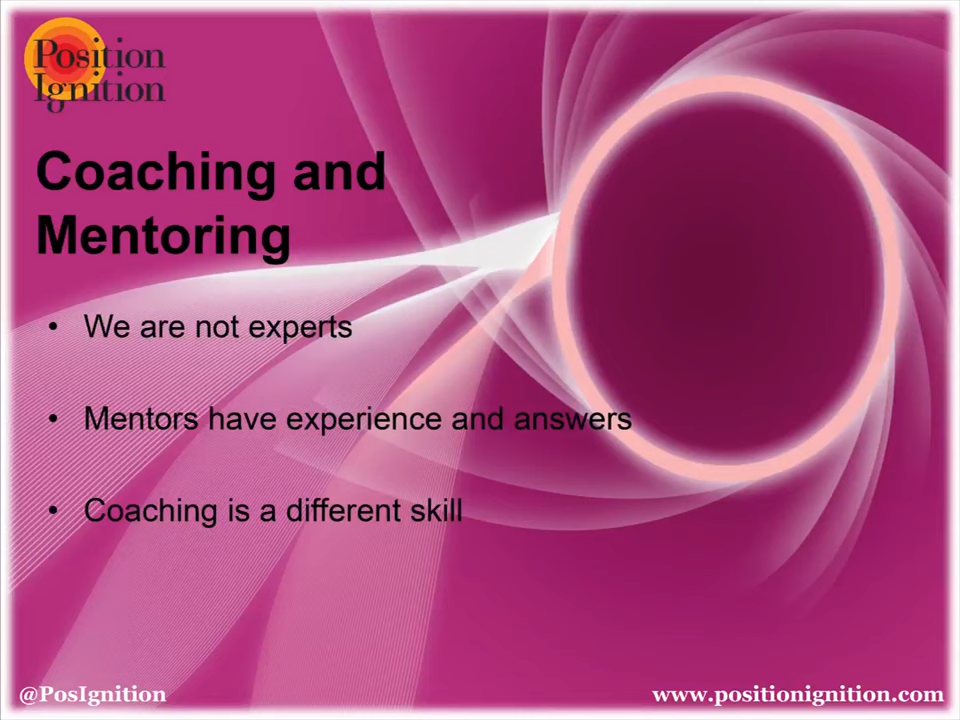 Position
Ignition
Coaching and
Mentoring
• We are not experts
• Mentors have experience and answers
• Coaching is a different skill
@PosIgnition
www.positionignition.com